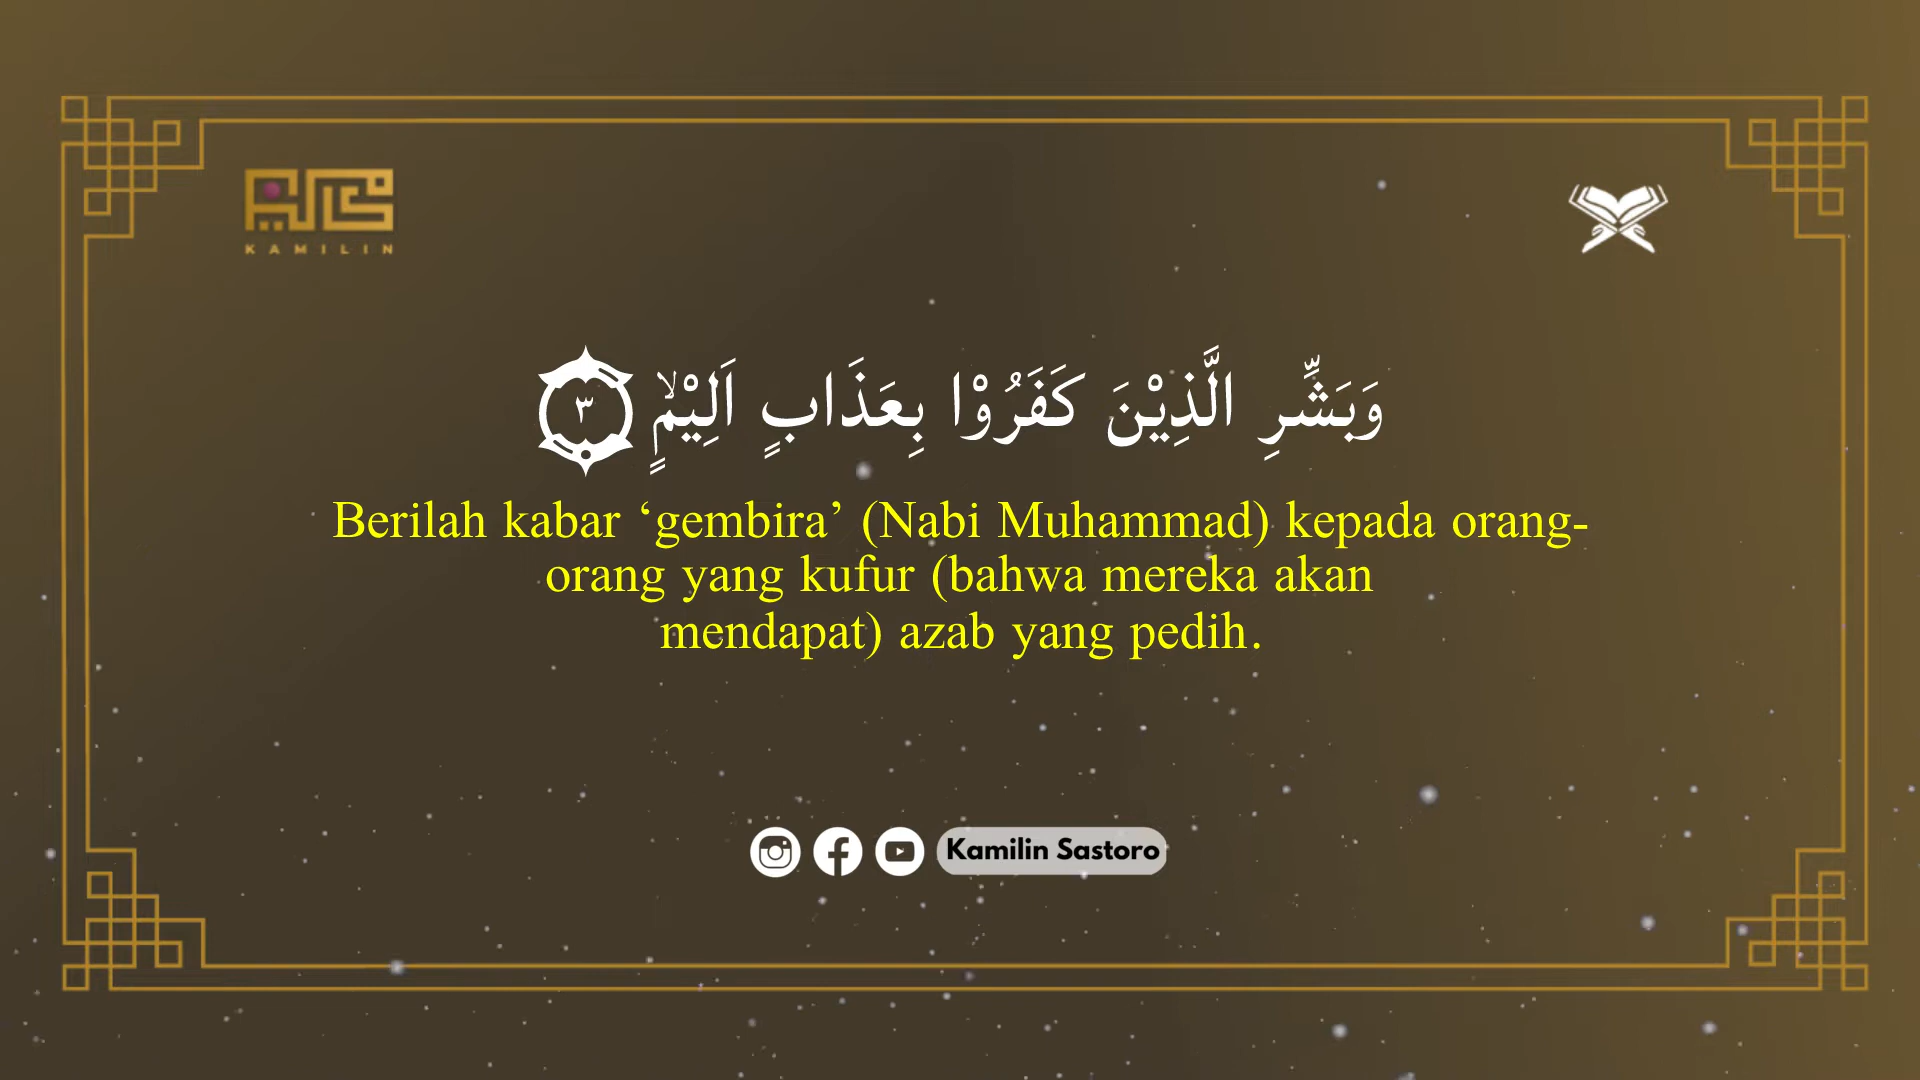 KAMILIN
وَبَشِّرِ الَّذِيْنَ كَفَرُوْا بِعَذَابٍ اَلِيْمٍۙ ٣
Berilah kabar ‘gembira’ (Nabi Muhammad) kepada orang-
orang yang kufur (bahwa mereka akan
mendapat) azab yang pedih.
Kamilin Sastoro